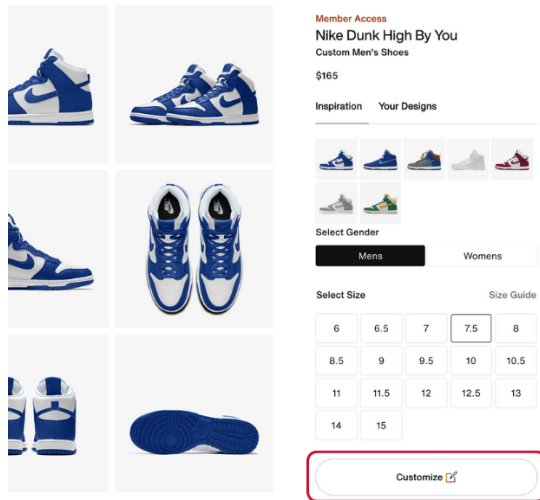 Member Access
Nike Dunk High By You
Custom Men's Shoes
$165
Inspiration Your Designs
Select Gender
Mens Womens
Select Size Size Guide
6 6.5 7 7.5 8
8.5 9 9.5 10 10.5
11 11.5 12 12.5 13
14 15
Customize